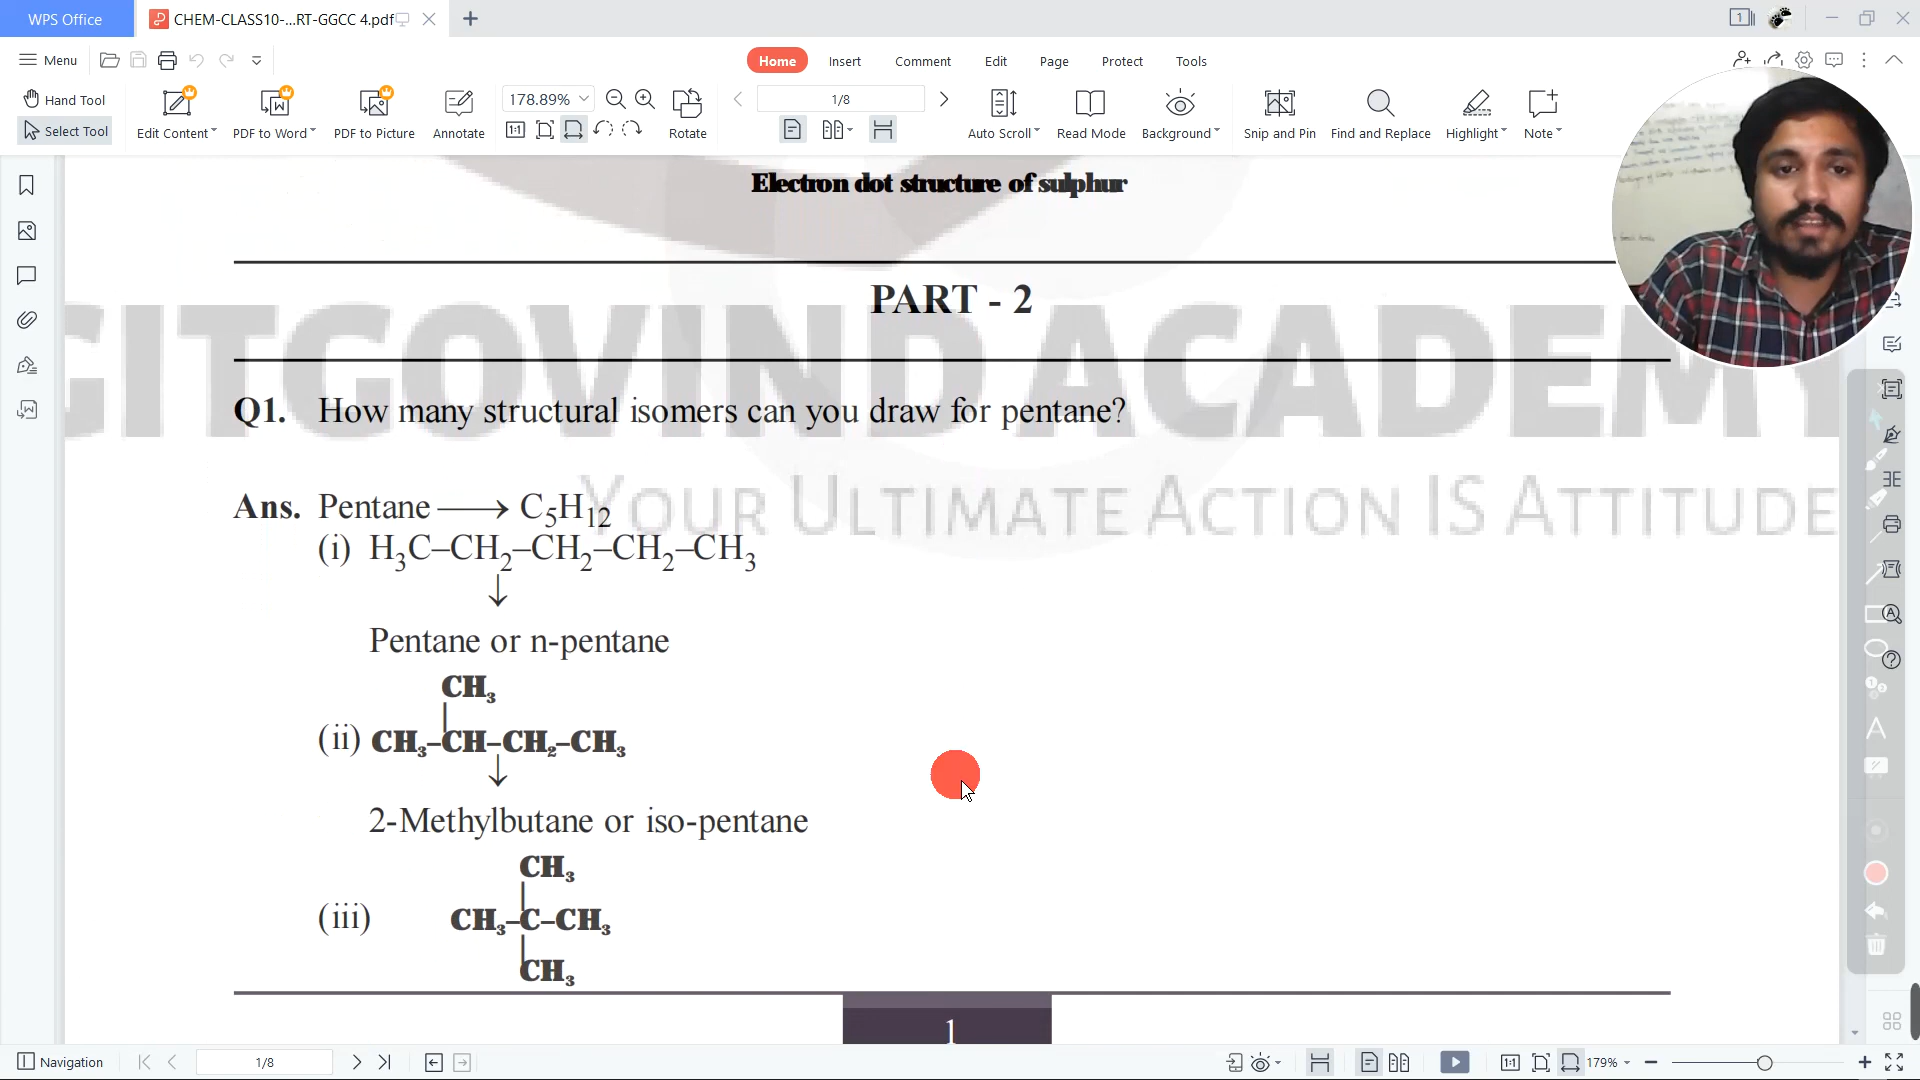 WPS Office
CHEM-CLASS10-...RT-GGCC 4.pdf
Menu
Home Insert Comment Edit Page Protect Tools
Hand Tool
Select Tool
Edit Content
PDF to Word
PDF to Picture
Annotate
178.89%
Rotate
1/8
Auto Scroll
Read Mode
Background
Snip and Pin
Find and Replace
Highlight
Note
Electron dot structure of sulphur
PART - 2
GITGOVIND ACADEMY
YOUR ULTIMATE ACTION IS ATTITUDE
Q1. How many structural isomers can you draw for pentane?
Ans. Pentane ⟶ C₅H₁₂
(i) H₃C–CH₂–CH₂–CH₂–CH₃
↓
Pentane or n-pentane
CH₃
|
(ii) CH₃–CH–CH₂–CH₃
↓
2-Methylbutane or iso-pentane
CH₃
|
(iii) CH₃–C–CH₃
|
CH₃
1
Navigation
1/8
179%